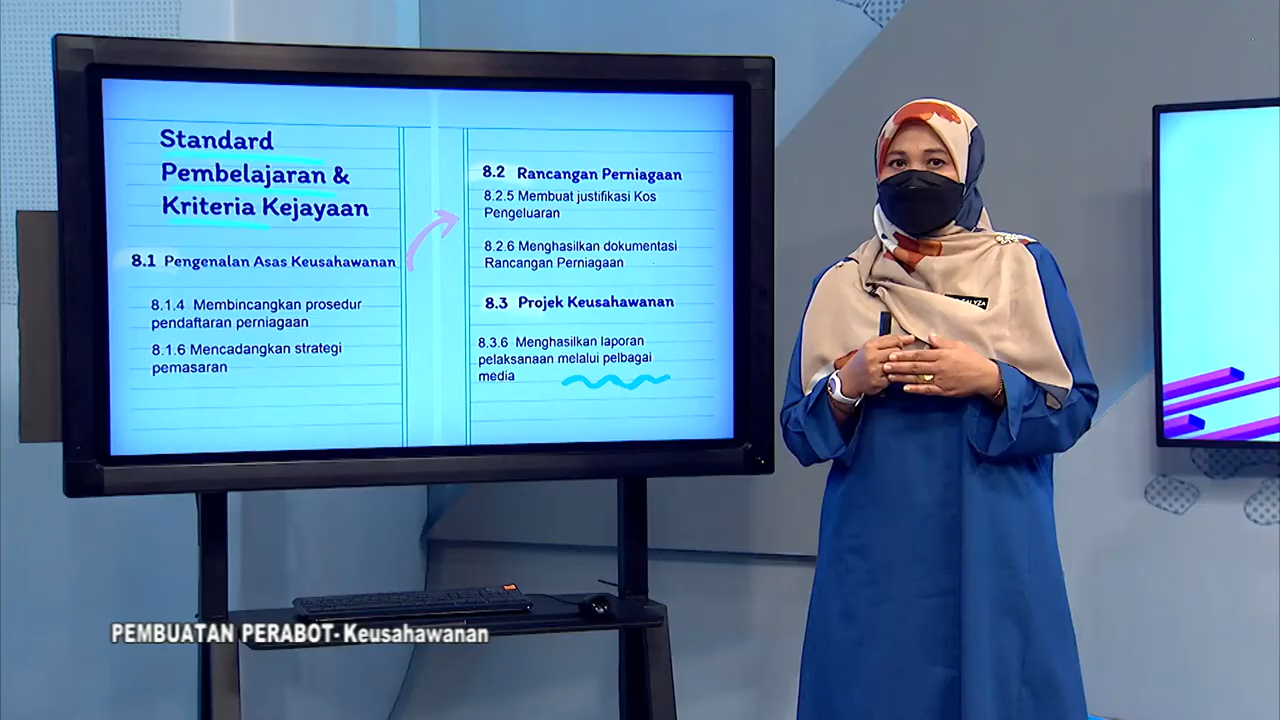 Standard
Pembelajaran &
Kriteria Kejayaan
8.1 Pengenalan Asas Keusahawanan
8.1.4 Membincangkan prosedur
pendaftaran perniagaan
8.1.6 Mencadangkan strategi
pemasaran
8.2 Rancangan Perniagaan
8.2.5 Membuat justifikasi Kos
Pengeluaran
8.2.6 Menghasilkan dokumentasi
Rancangan Perniagaan
8.3 Projek Keusahawanan
8.3.6 Menghasilkan laporan
pelaksanaan melalui pelbagai
media
PEMBUATAN PERABOT- Keusahawanan